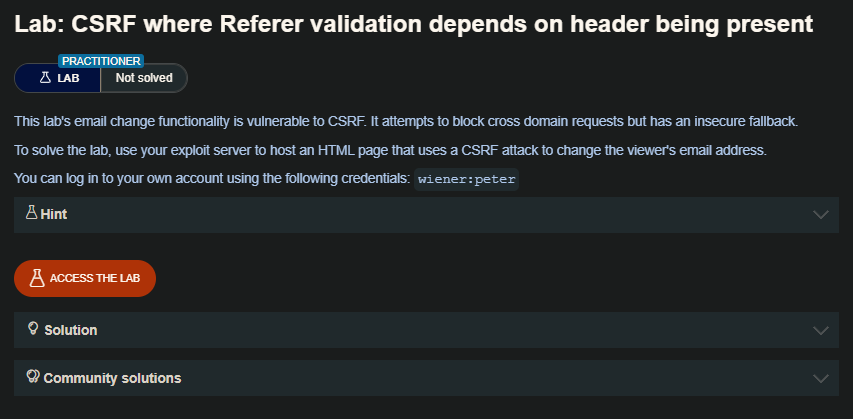 Lab: CSRF where Referer validation depends on header being present
PRACTITIONER
LAB Not solved
This lab's email change functionality is vulnerable to CSRF. It attempts to block cross domain requests but has an insecure fallback.
To solve the lab, use your exploit server to host an HTML page that uses a CSRF attack to change the viewer's email address.
You can log in to your own account using the following credentials: wiener:peter
Hint
ACCESS THE LAB
Solution
Community solutions